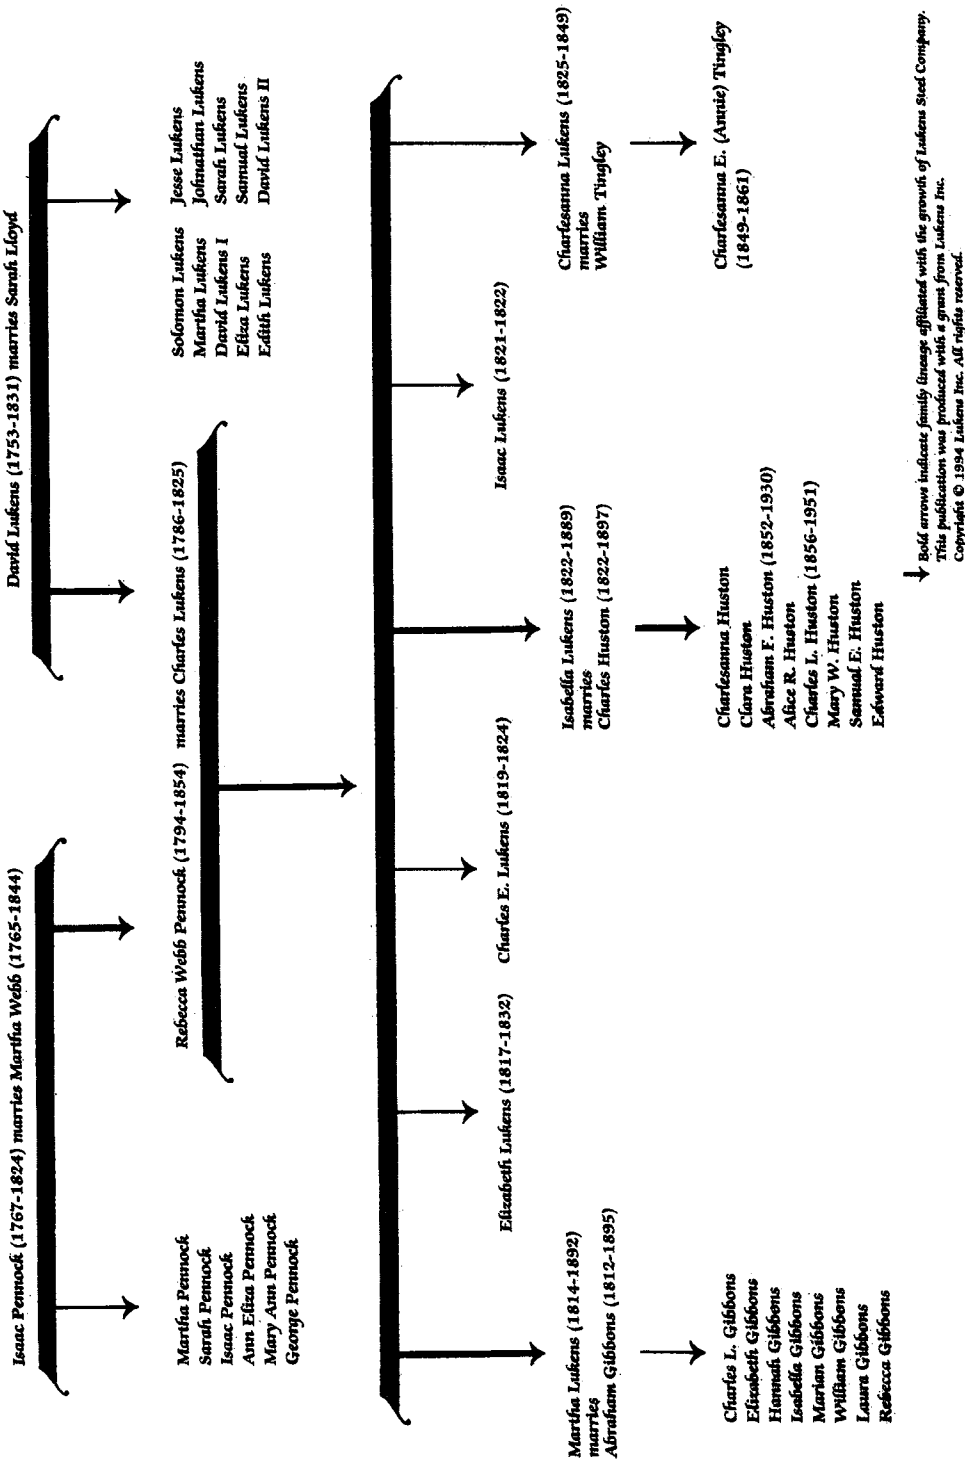 Isaac Pennock (1767-1824) marries Martha Webb (1765-1844)
David Lukens (1753-1831) marries Sarah Lloyd
Martha Pennock
Sarah Pennock
Isaac Pennock
Ann Eliza Pennock
Mary Ann Pennock
George Pennock
Rebecca Webb Pennock (1794-1854) marries Charles Lukens (1786-1825)
Solomon Lukens
Martha Lukens
David Lukens I
Eliza Lukens
Edith Lukens
Jesse Lukens
Johnathan Lukens
Sarah Lukens
Samual Lukens
David Lukens II
Martha Lukens (1814-1892)
marries
Abraham Gibbons (1812-1895)
Elizabeth Lukens (1817-1832)
Charles E. Lukens (1819-1824)
Isabella Lukens (1822-1889)
marries
Charles Huston (1822-1897)
Isaac Lukens (1821-1822)
Charlesanna Lukens (1825-1849)
marries
William Tingley
Charles L. Gibbons
Elizabeth Gibbons
Hannah Gibbons
Isabella Gibbons
Marian Gibbons
William Gibbons
Laura Gibbons
Rebecca Gibbons
Charlesanna Huston
Clara Huston
Abraham F. Huston (1852-1930)
Alice R. Huston
Charles L. Huston (1856-1951)
Mary W. Huston
Samual E. Huston
Edward Huston
Charlesanna E. (Annie) Tingley
(1849-1861)
Bold arrows indicate family lineage affiliated with the growth of Lukens Steel Company.
This publication was produced with a grant from Lukens Inc.
Copyright © 1994 Lukens Inc. All rights reserved.